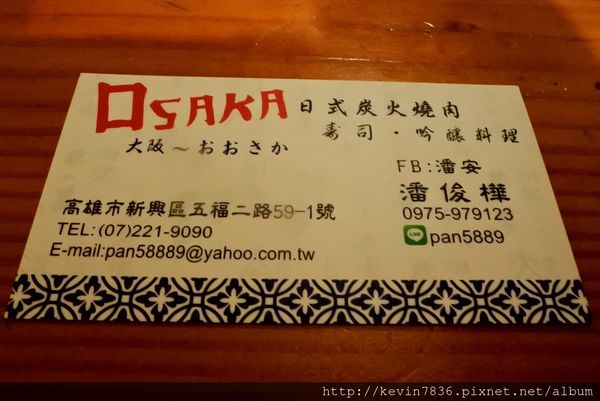 OSAKA 日式炭火燒肉
壽司・吟釀料理
大阪～おおさか
FB:潘安
潘俊樺
高雄市新興區五福二路59-1號
0975-979123
TEL:(07)221-9090
LINE pan5889
E-mail:pan58889@yahoo.com.tw
http://kevin7836.pixnet.net/album